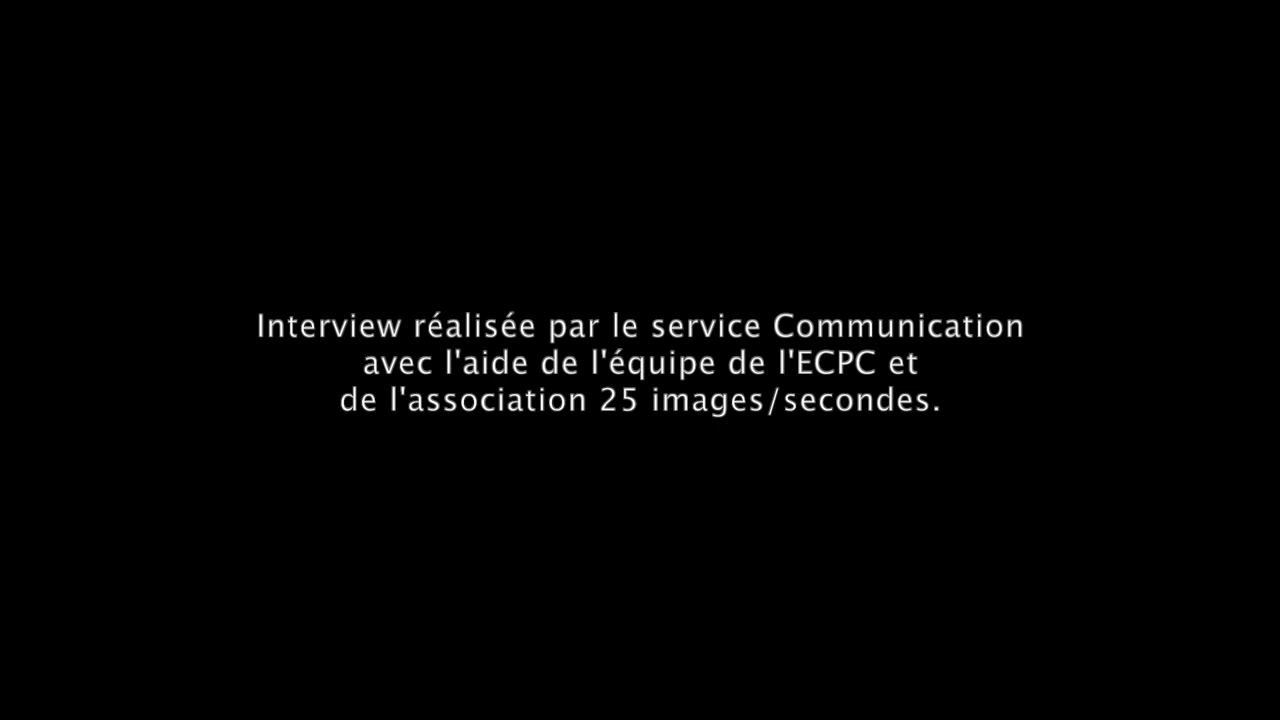 Interview réalisée par le service Communication
avec l'aide de l'équipe de l'ECPC et
de l'association 25 images/secondes.